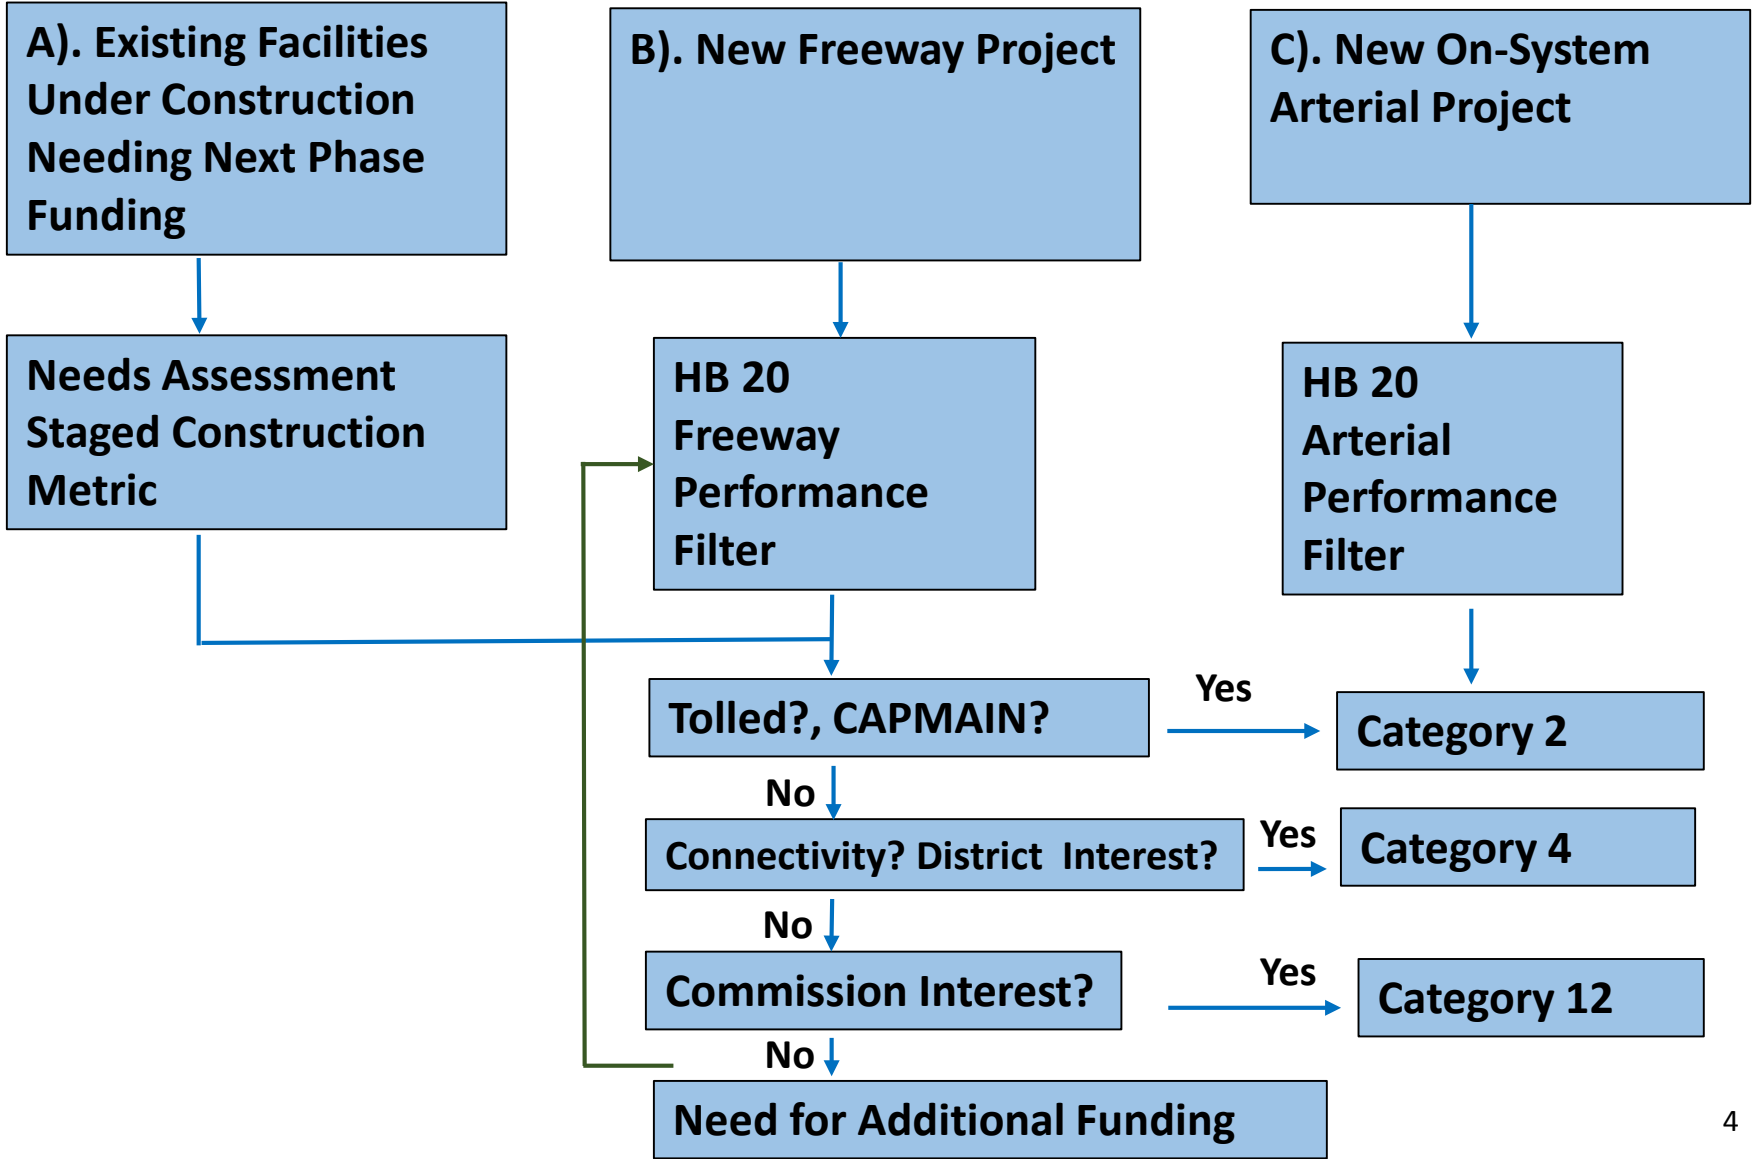 A). Existing Facilities
Under Construction
Needing Next Phase
Funding
B). New Freeway Project
C). New On-System
Arterial Project
Needs Assessment
Staged Construction
Metric
HB 20
Freeway
Performance
Filter
HB 20
Arterial
Performance
Filter
Tolled?, CAPMAIN?
Yes
Category 2
No
Connectivity? District  Interest?
Yes
Category 4
No
Commission Interest?
Yes
Category 12
No
Need for Additional Funding
4